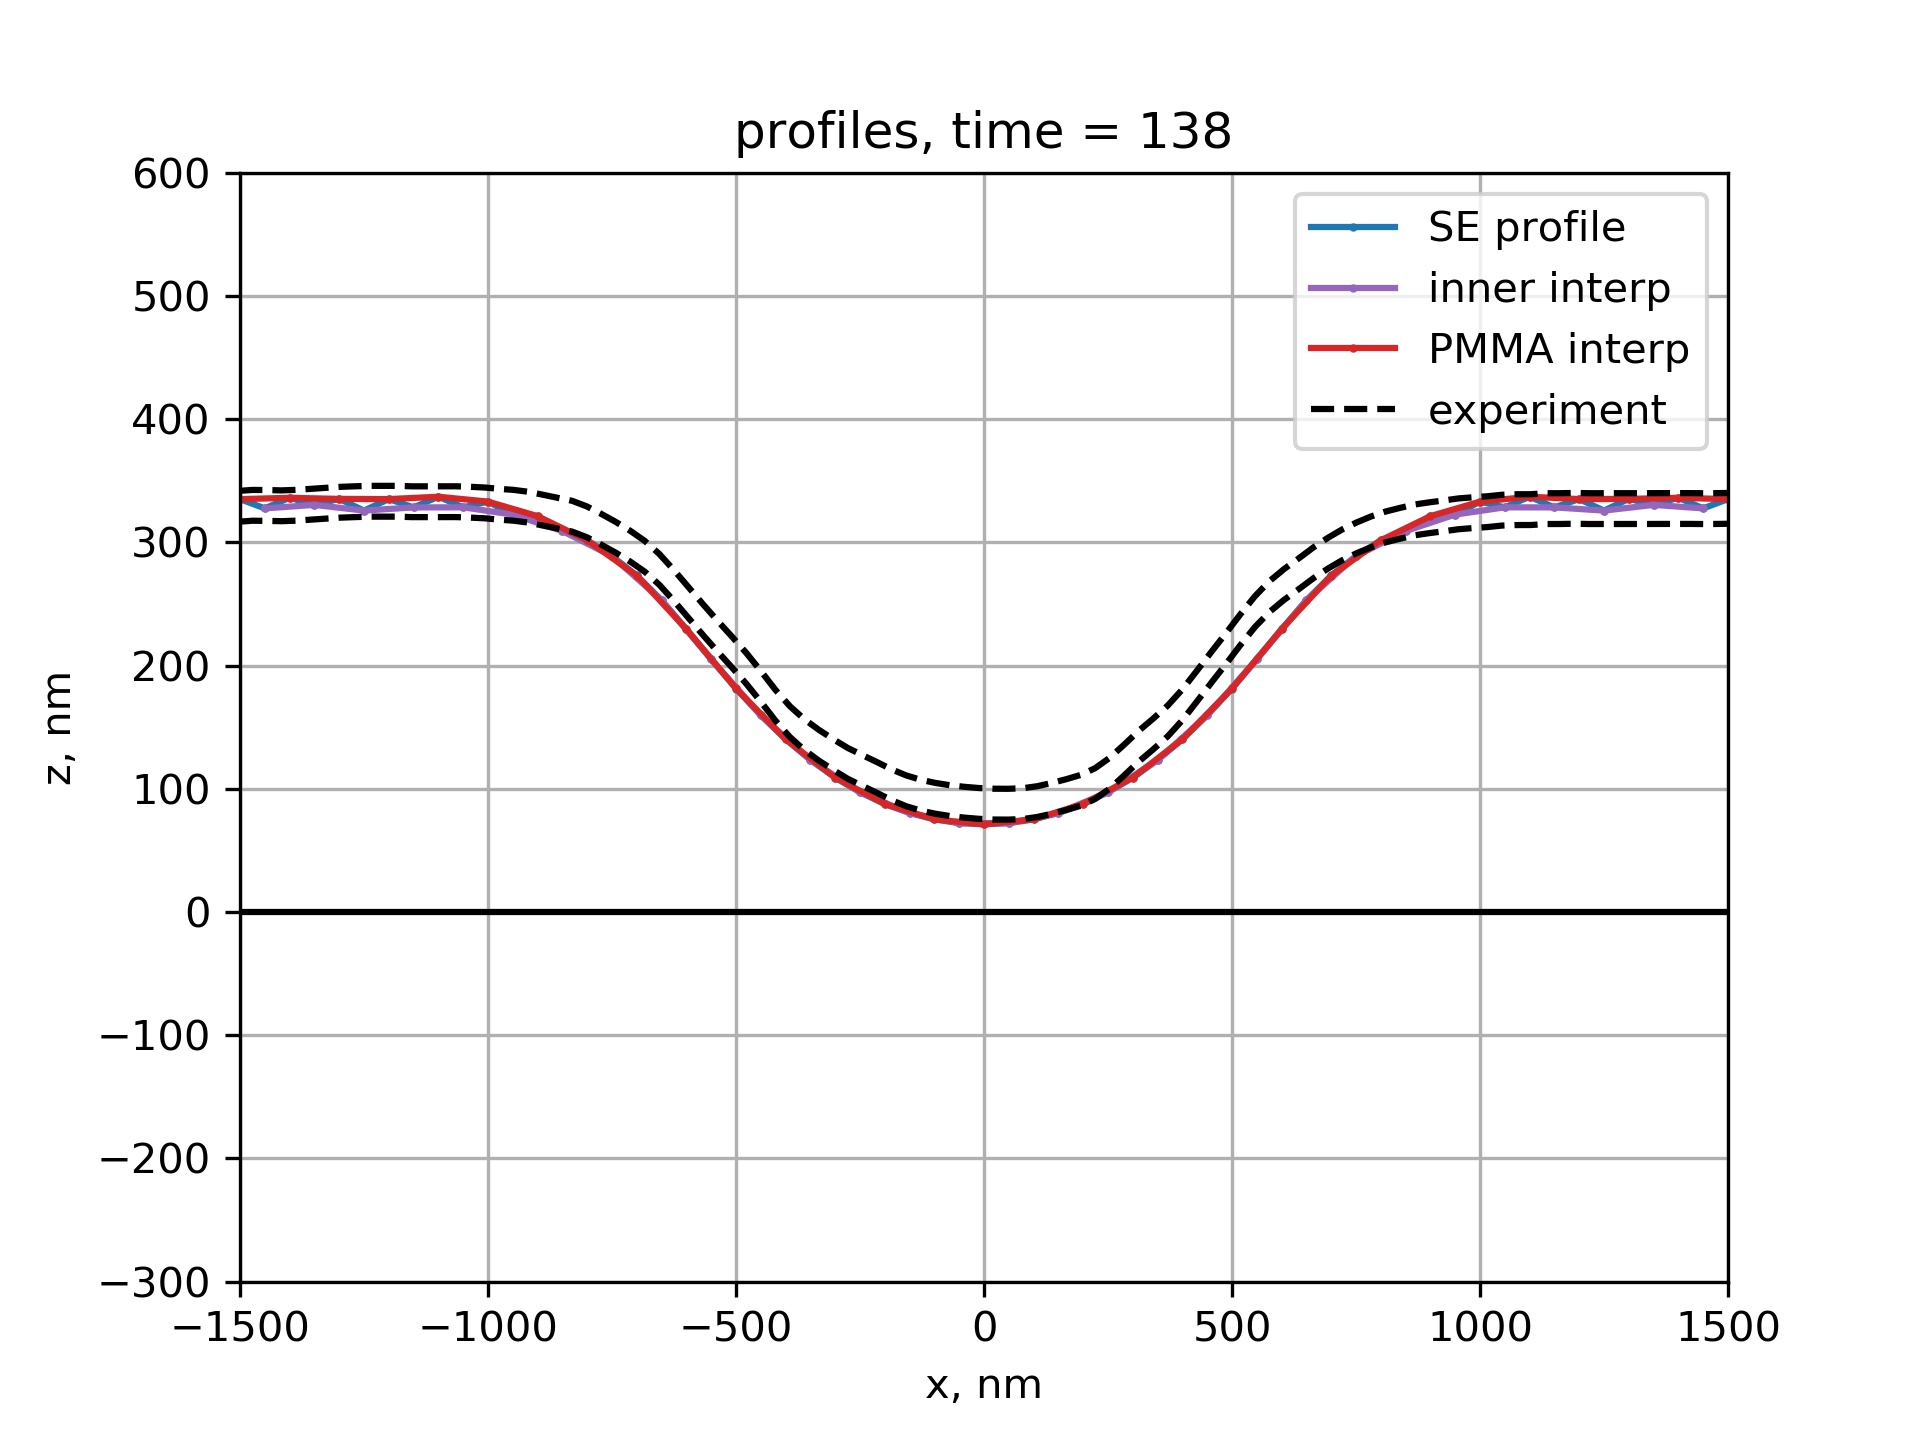 profiles, time = 138
600
500
400
300
200
100
0
−100
−200
−300
z, nm
SE profile
inner interp
PMMA interp
experiment
−1500 −1000 −500 0 500 1000 1500
x, nm